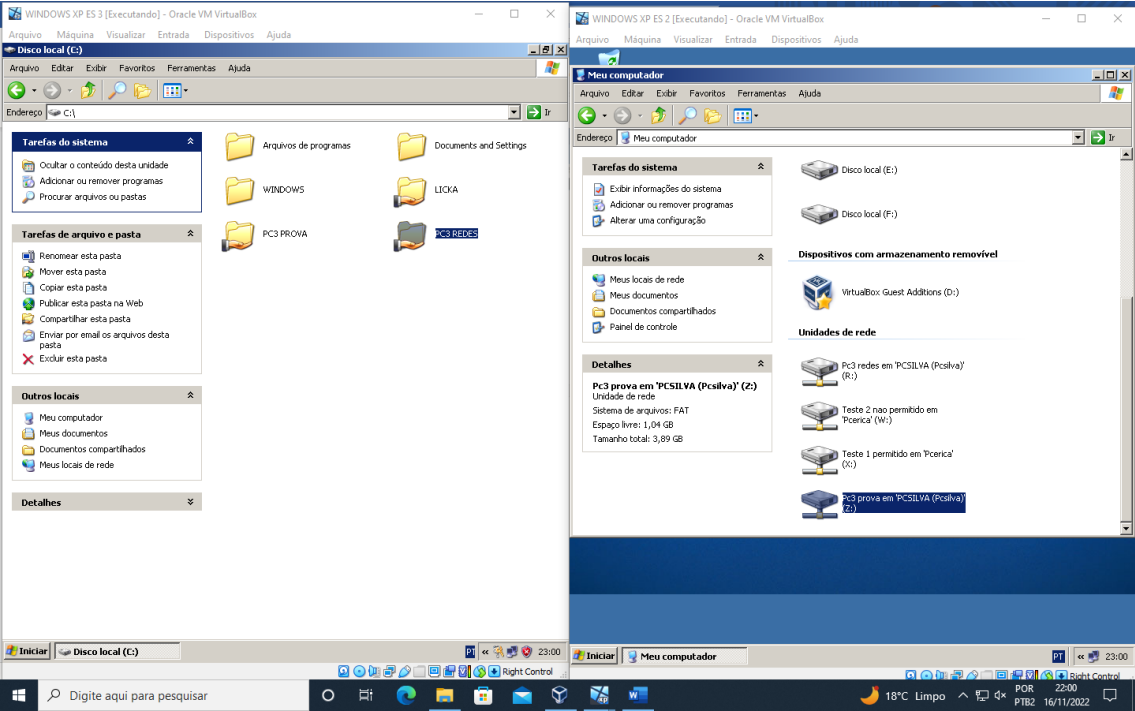 WINDOWS XP ES 3 [Executando] - Oracle VM VirtualBox
Arquivo Máquina Visualizar Entrada Dispositivos Ajuda
Disco local (C:)
Arquivo Editar Exibir Favoritos Ferramentas Ajuda
Endereço C:\ Ir
Tarefas do sistema
Ocultar o conteúdo desta unidade
Adicionar ou remover programas
Procurar arquivos ou pastas
Tarefas de arquivo e pasta
Renomear esta pasta
Mover esta pasta
Copiar esta pasta
Publicar esta pasta na Web
Compartilhar esta pasta
Enviar por email os arquivos desta
pasta
Excluir esta pasta
Outros locais
Meu computador
Meus documentos
Documentos compartilhados
Meus locais de rede
Detalhes
Arquivos de programas
Documents and Settings
WINDOWS
LICKA
PC3 PROVA
PC3 REDES
Iniciar Disco local (C:) PT 23:00
Right Control
WINDOWS XP ES 2 [Executando] - Oracle VM VirtualBox
Arquivo Máquina Visualizar Entrada Dispositivos Ajuda
Meu computador
Arquivo Editar Exibir Favoritos Ferramentas Ajuda
Endereço Meu computador Ir
Tarefas do sistema
Exibir informações do sistema
Adicionar ou remover programas
Alterar uma configuração
Outros locais
Meus locais de rede
Meus documentos
Documentos compartilhados
Painel de controle
Detalhes
Pc3 prova em 'PCSILVA (Pcsilva)' (Z:)
Unidade de rede
Sistema de arquivos: FAT
Espaço livre: 1,04 GB
Tamanho total: 3,89 GB
Disco local (E:)
Disco local (F:)
Dispositivos com armazenamento removível
VirtualBox Guest Additions (D:)
Unidades de rede
Pc3 redes em 'PCSILVA (Pcsilva)'
(R:)
Teste 2 nao permitido em
'Pcerica' (W:)
Teste 1 permitido em 'Pcerica'
(X:)
Pc3 prova em 'PCSILVA (Pcsilva)'
(Z:)
Iniciar Meu computador PT 23:00
Right Control
Digite aqui para pesquisar
18°C Limpo
POR
PTB2
22:00
16/11/2022